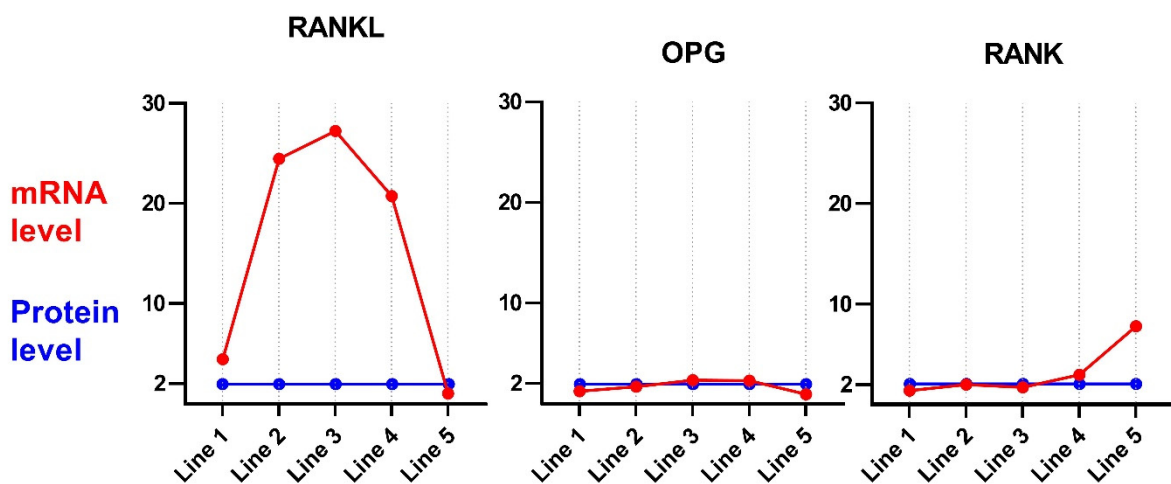 RANKL
OPG
RANK
mRNA
level
Protein
level
30
20
10
2
Line 1
Line 2
Line 3
Line 4
Line 5
30
20
10
2
Line 1
Line 2
Line 3
Line 4
Line 5
30
20
10
2
Line 1
Line 2
Line 3
Line 4
Line 5